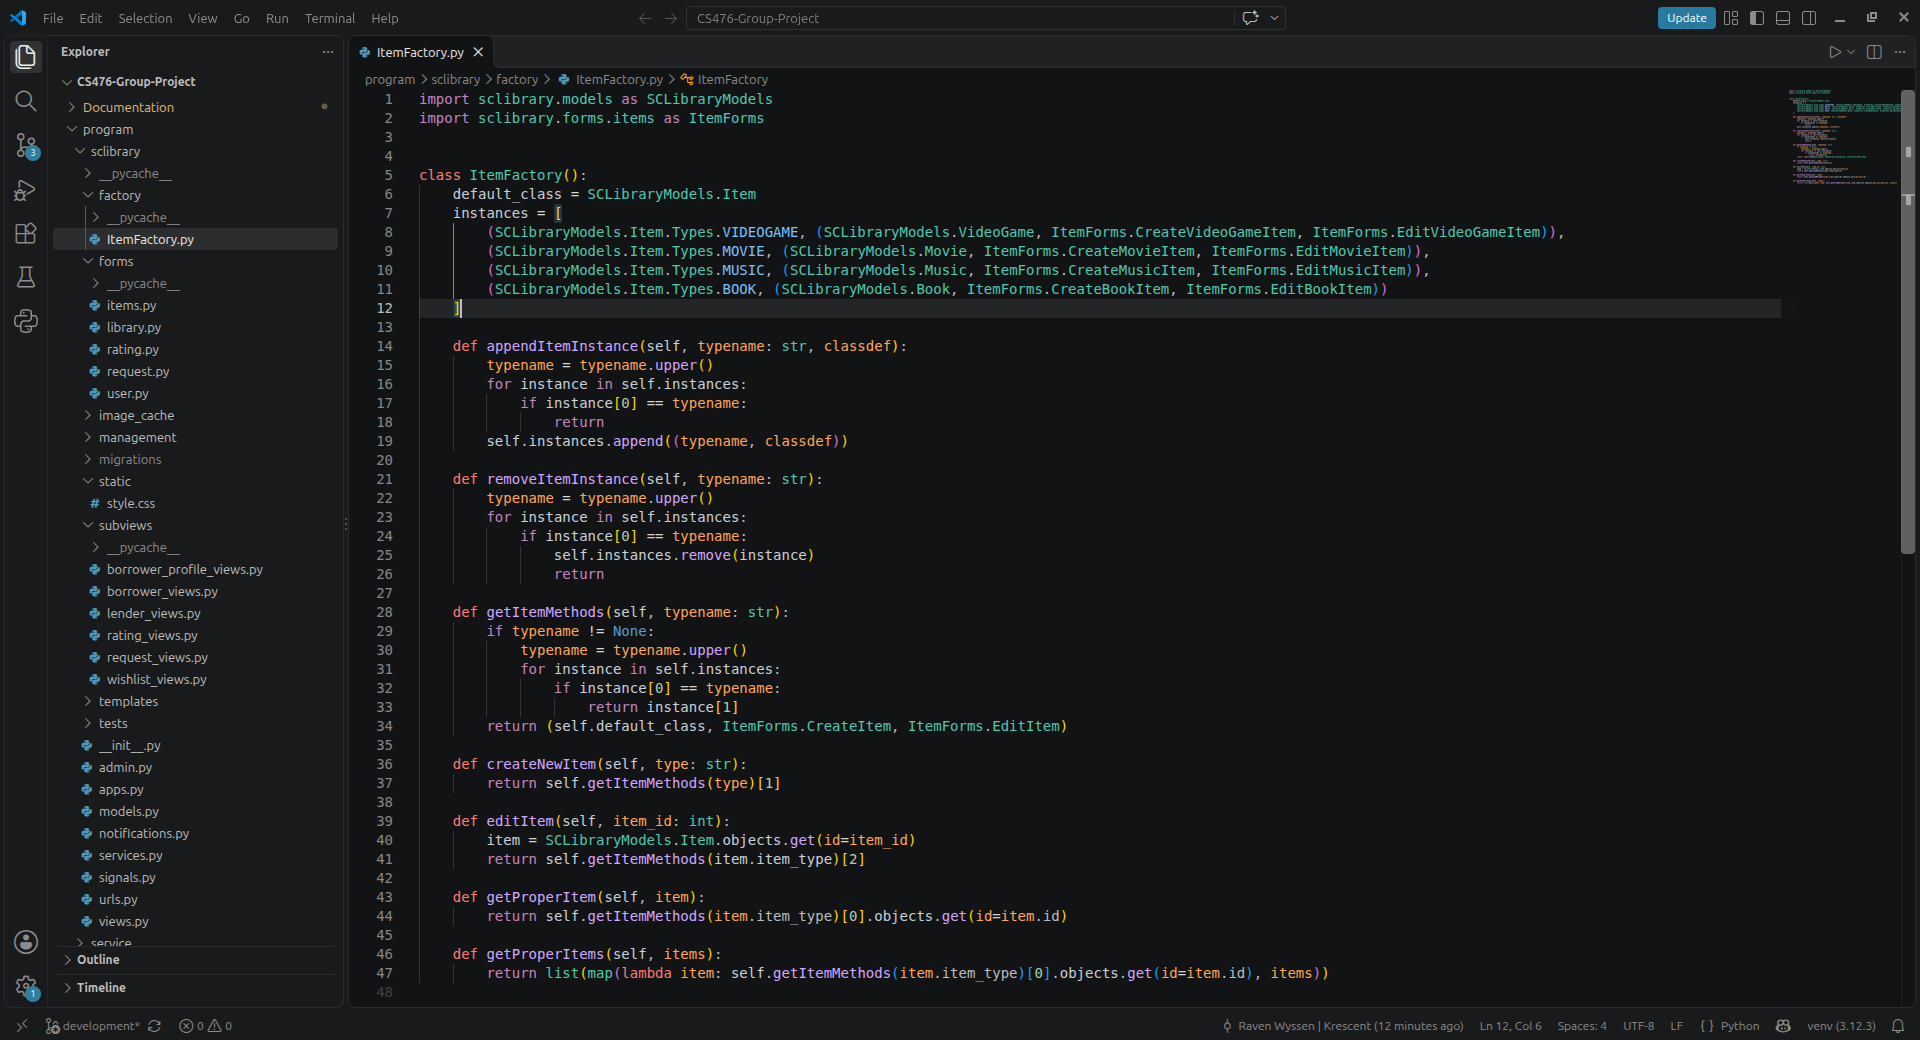 File Edit Selection View Go Run Terminal Help
CS476-Group-Project
Update
Explorer
CS476-Group-Project
Documentation
program
sclibrary
__pycache__
factory
__pycache__
ItemFactory.py
forms
__pycache__
items.py
library.py
rating.py
request.py
user.py
image_cache
management
migrations
static
# style.css
subviews
__pycache__
borrower_profile_views.py
borrower_views.py
lender_views.py
rating_views.py
request_views.py
wishlist_views.py
templates
tests
__init__.py
admin.py
apps.py
models.py
notifications.py
services.py
signals.py
urls.py
views.py
service
Outline
Timeline
3
1
ItemFactory.py
program > sclibrary > factory > ItemFactory.py > ItemFactory
1 import sclibrary.models as SCLibraryModels
2 import sclibrary.forms.items as ItemForms
3
4
5 class ItemFactory():
6     default_class = SCLibraryModels.Item
7     instances = [
8         (SCLibraryModels.Item.Types.VIDEOGAME, (SCLibraryModels.VideoGame, ItemForms.CreateVideoGameItem, ItemForms.EditVideoGameItem)),
9         (SCLibraryModels.Item.Types.MOVIE, (SCLibraryModels.Movie, ItemForms.CreateMovieItem, ItemForms.EditMovieItem)),
10         (SCLibraryModels.Item.Types.MUSIC, (SCLibraryModels.Music, ItemForms.CreateMusicItem, ItemForms.EditMusicItem)),
11         (SCLibraryModels.Item.Types.BOOK, (SCLibraryModels.Book, ItemForms.CreateBookItem, ItemForms.EditBookItem))
12     ]
13
14     def appendItemInstance(self, typename: str, classdef):
15         typename = typename.upper()
16         for instance in self.instances:
17             if instance[0] == typename:
18                 return
19         self.instances.append((typename, classdef))
20
21     def removeItemInstance(self, typename: str):
22         typename = typename.upper()
23         for instance in self.instances:
24             if instance[0] == typename:
25                 self.instances.remove(instance)
26                 return
27
28     def getItemMethods(self, typename: str):
29         if typename != None:
30             typename = typename.upper()
31             for instance in self.instances:
32                 if instance[0] == typename:
33                     return instance[1]
34         return (self.default_class, ItemForms.CreateItem, ItemForms.EditItem)
35
36     def createNewItem(self, type: str):
37         return self.getItemMethods(type)[1]
38
39     def editItem(self, item_id: int):
40         item = SCLibraryModels.Item.objects.get(id=item_id)
41         return self.getItemMethods(item.item_type)[2]
42
43     def getProperItem(self, item):
44         return self.getItemMethods(item.item_type)[0].objects.get(id=item.id)
45
46     def getProperItems(self, items):
47         return list(map(lambda item: self.getItemMethods(item.item_type)[0].objects.get(id=item.id), items))
48
development* 0 0 Raven Wyssen | Krescent (12 minutes ago) Ln 12, Col 6 Spaces: 4 UTF-8 LF { } Python venv (3.12.3)